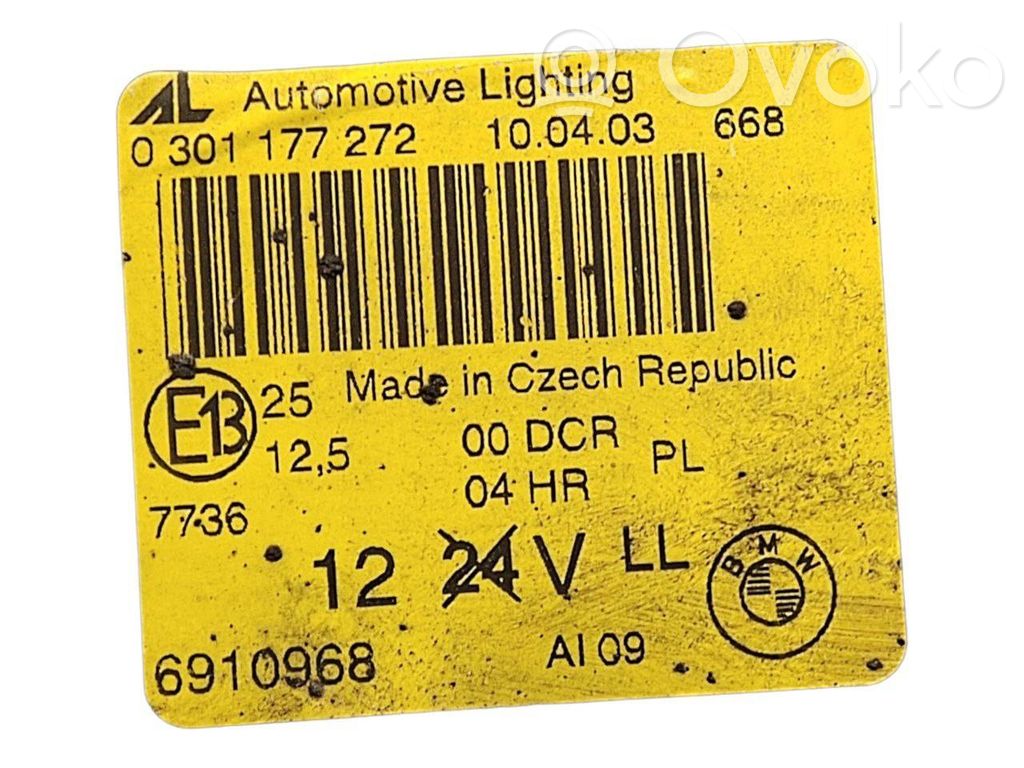 Ovoko
AL Automotive Lighting
0 301 177 272 10.04.03 668
Made in Czech Republic
E13 25
12,5
00 DCR
04 HR
PL
7736
12 24 V LL
BMW
6910968 AI 09